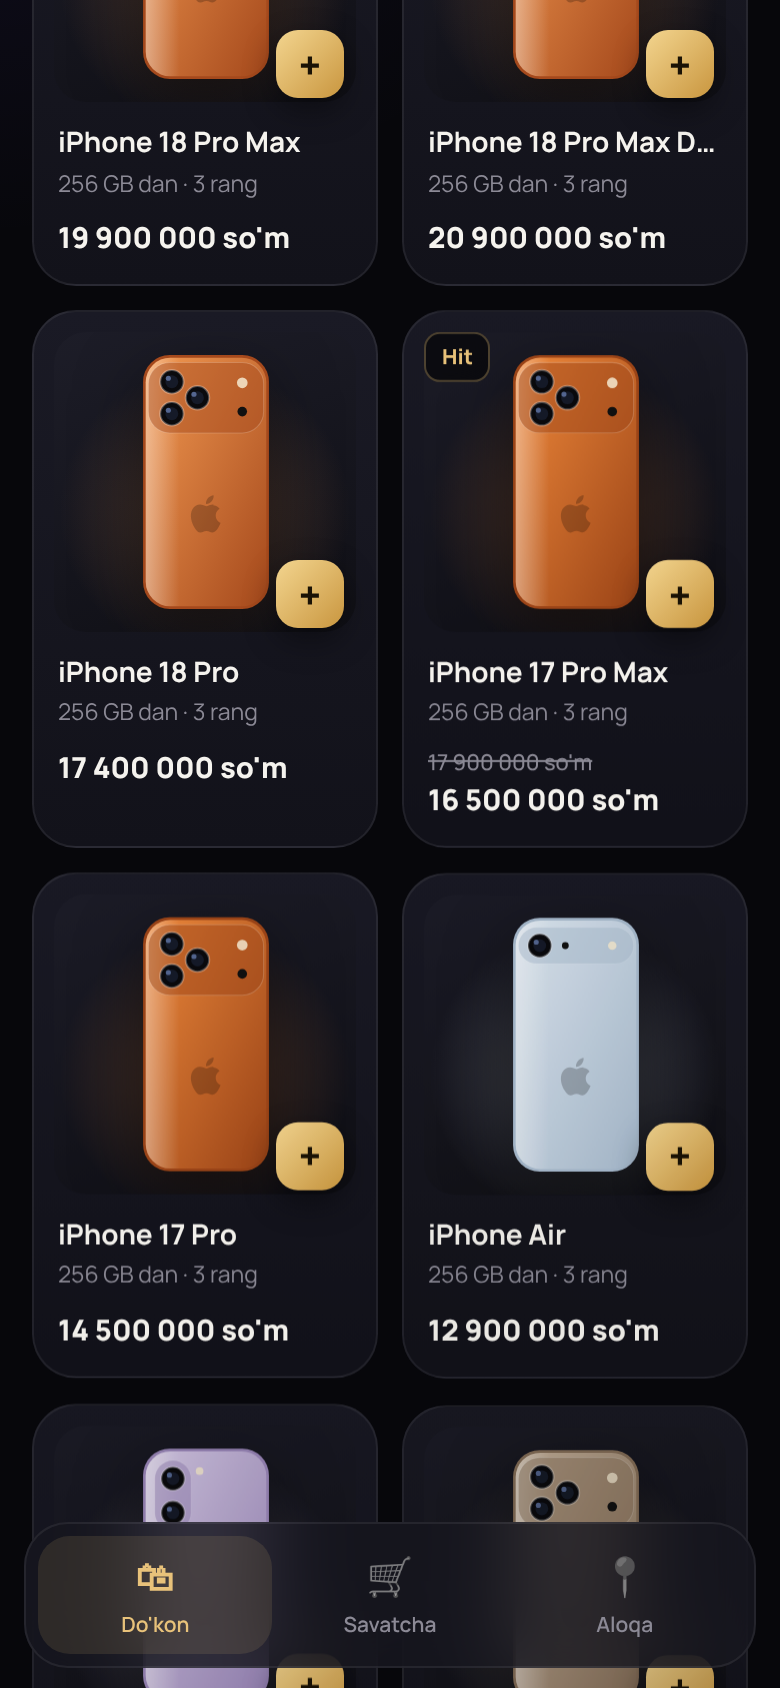 +
+
iPhone 18 Pro Max
256 GB dan · 3 rang
19 900 000 so'm
iPhone 18 Pro Max D...
256 GB dan · 3 rang
20 900 000 so'm
+
iPhone 18 Pro
256 GB dan · 3 rang
17 400 000 so'm
Hit
+
iPhone 17 Pro Max
256 GB dan · 3 rang
17 900 000 so'm
16 500 000 so'm
+
iPhone 17 Pro
256 GB dan · 3 rang
14 500 000 so'm
+
iPhone Air
256 GB dan · 3 rang
12 900 000 so'm
Do'kon
Savatcha
Aloqa
+
+